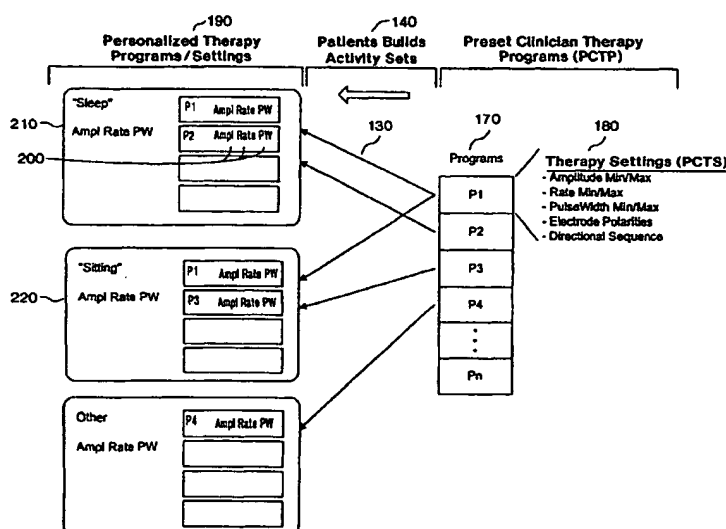 190
140
Personalized Therapy
Programs/Settings
Patients Builds
Activity Sets
Preset Clinician Therapy
Programs (PCTP)
"Sleep"
210
Ampl Rate PW
P1 Ampl Rate PW
P2 Ampl Rate PW
200
130
170
Programs
180
Therapy Settings (PCTS)
- Amplitude Min/Max
- Rate Min/Max
- PulseWidth Min/Max
- Electrode Polarities
- Directional Sequence
P1
P2
P3
P4
Pn
"Sitting"
220
Ampl Rate PW
P1 Ampl Rate PW
P3 Ampl Rate PW
Other
Ampl Rate PW
P4 Ampl Rate PW